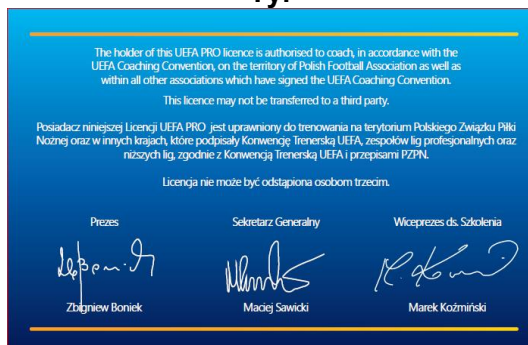 ry.
The holder of this UEFA PRO licence is authorised to coach, in accordance with the
UEFA Coaching Convention, on the territory of Polish Football Association as well as
within all other associations which have signed the UEFA Coaching Convention.
This licence may not be transferred to a third party.
Posiadacz niniejszej Licencji UEFA PRO jest uprawniony do trenowania na terytorium Polskiego Związku Piłki
Nożnej oraz w innych krajach, które podpisały Konwencję Trenerską UEFA, zespołów lig profesjonalnych oraz
niższych lig, zgodnie z Konwencją Trenerską UEFA i przepisami PZPN.
Licencja nie może być odstąpiona osobom trzecim.
Prezes Sekretarz Generalny Wiceprezes ds. Szkolenia
Zbigniew Boniek Maciej Sawicki Marek Koźmiński